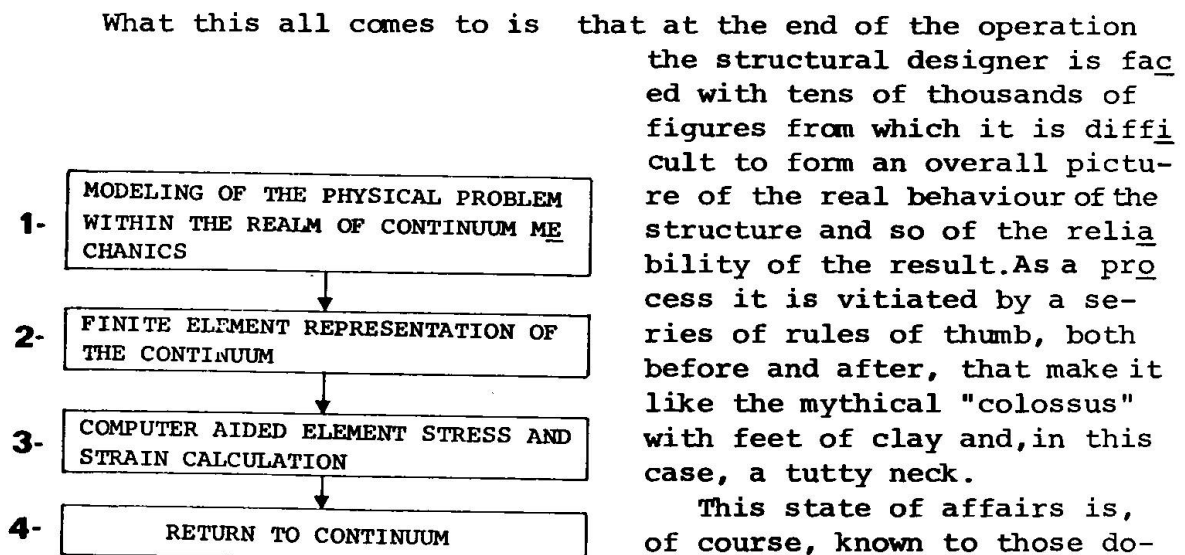 What this all comes to is that at the end of the operation
the structural designer is fac
ed with tens of thousands of
figures from which it is diffi
cult to form an overall pictu-
re of the real behaviour of the
structure and so of the relia
bility of the result.As a pro
cess it is vitiated by a se-
ries of rules of thumb, both
before and after, that make it
like the mythical "colossus"
with feet of clay and,in this
case, a tutty neck.
This state of affairs is,
of course, known to those do-
1- MODELING OF THE PHYSICAL PROBLEM
WITHIN THE REALM OF CONTINUUM ME
CHANICS
2- FINITE ELEMENT REPRESENTATION OF
THE CONTINUUM
3- COMPUTER AIDED ELEMENT STRESS AND
STRAIN CALCULATION
4- RETURN TO CONTINUUM